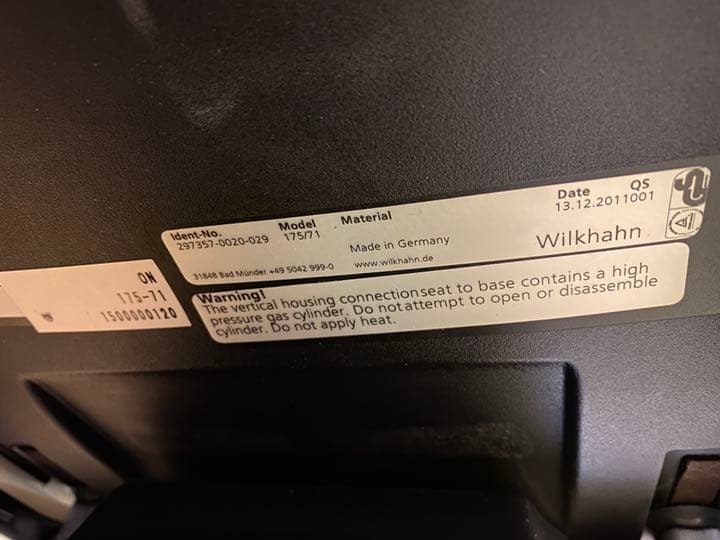 Ident-No. Model Material Date QS
297357-0020-029 175/71 13.12.2011001
Made in Germany Wilkhahn
31848 Bad Münder +49 5042 999-0 www.wilkhahn.de
Warning!
The vertical housing connectionseat to base contains a high
pressure gas cylinder. Do not attempt to open or disassemble
cylinder. Do not apply heat.
ON
175-71
1500000120